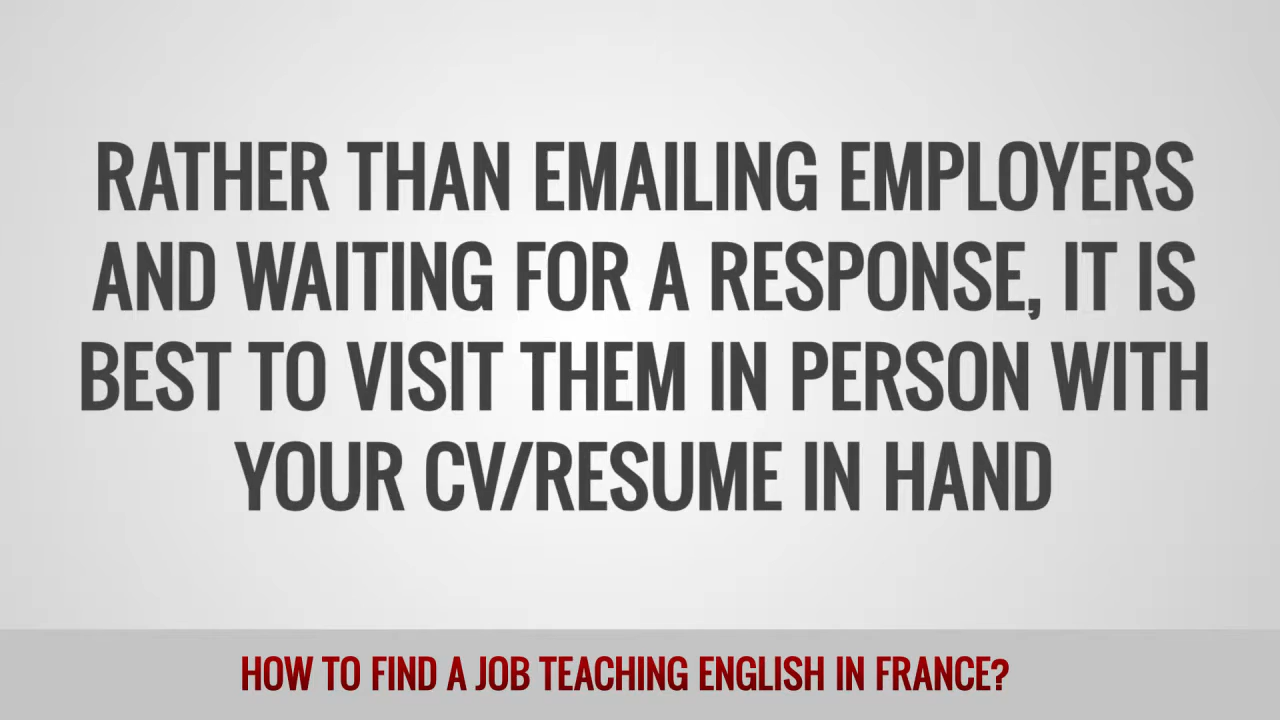 RATHER THAN EMAILING EMPLOYERS
AND WAITING FOR A RESPONSE, IT IS
BEST TO VISIT THEM IN PERSON WITH
YOUR CV/RESUME IN HAND
HOW TO FIND A JOB TEACHING ENGLISH IN FRANCE?